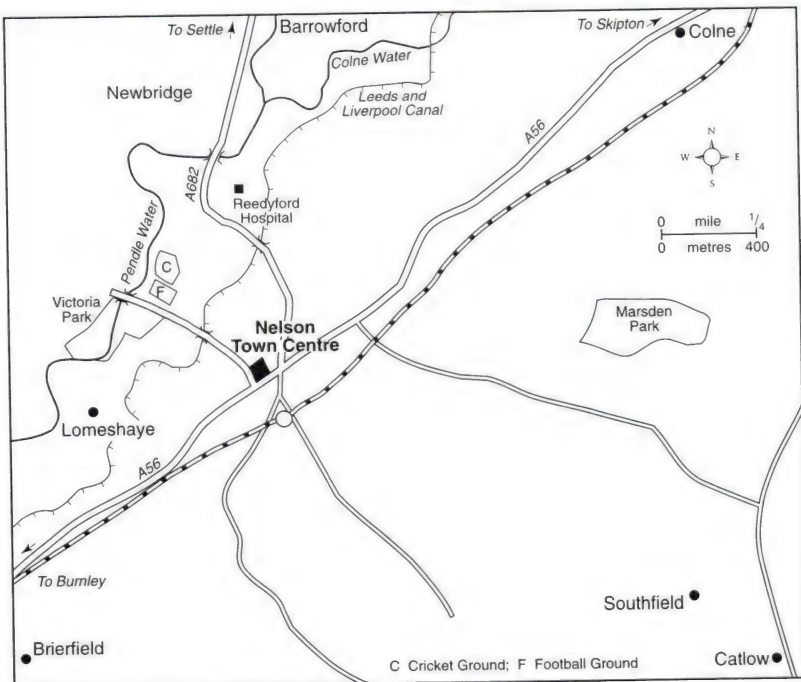 To Settle
Barrowford
To Skipton
Colne
Colne Water
Newbridge
Leeds and
Liverpool Canal
A56
N
W E
S
A682
Reedyford
Hospital
0 mile 1/4
0 metres 400
Pendle Water
C
F
Victoria
Park
Marsden
Park
Nelson
Town Centre
Lomeshaye
A56
To Burnley
Southfield
Brierfield
C Cricket Ground; F Football Ground
Catlow